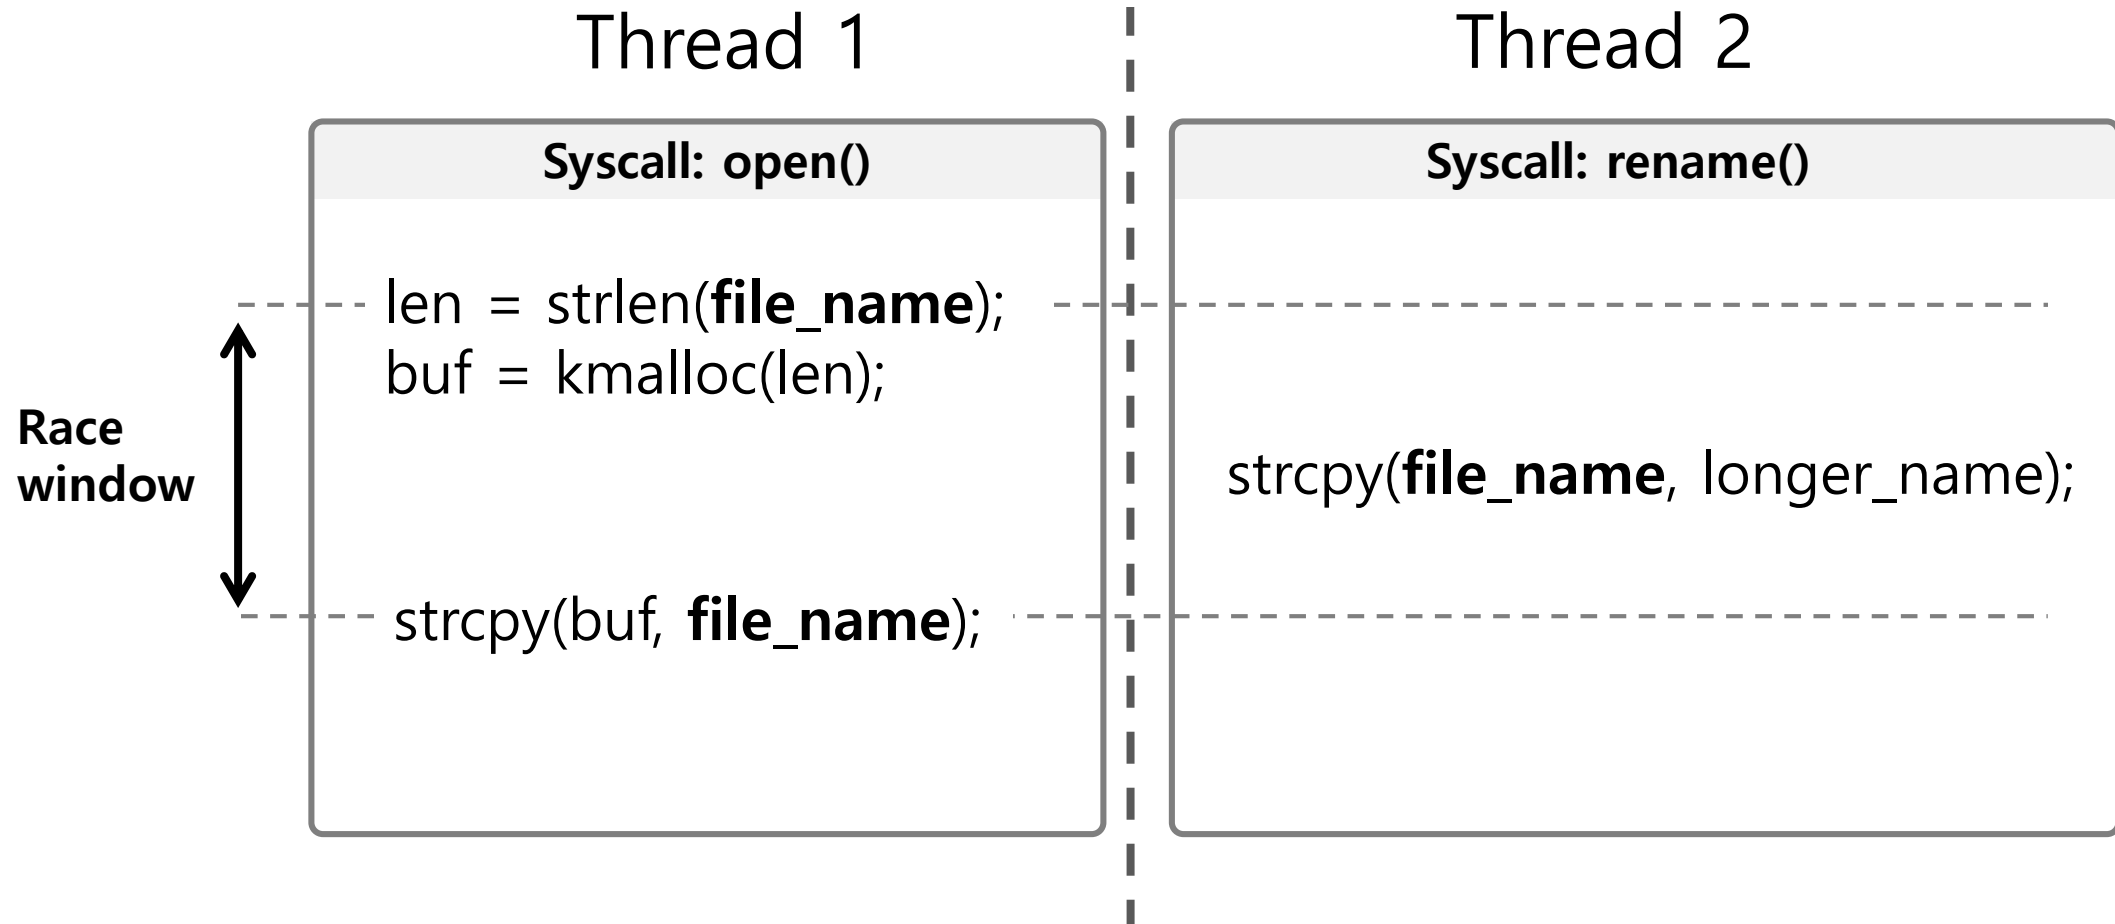 Thread 1
Thread 2
Syscall: open()
Syscall: rename()
len = strlen(file_name);
buf = kmalloc(len);
Race
window
strcpy(file_name, longer_name);
strcpy(buf, file_name);